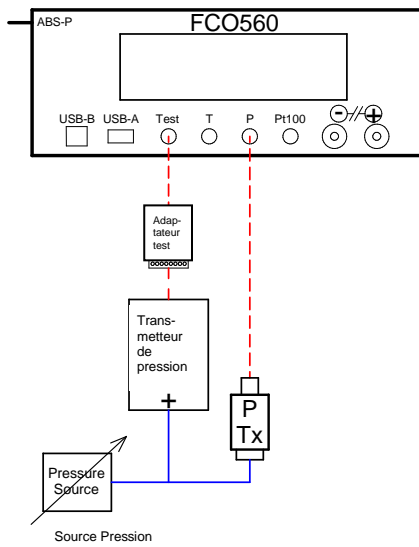 ABS-P
FCO560
USB-B USB-A Test T P Pt100
- // +
Adap-
tateur
test
Trans-
metteur
de
pression
+
P
Tx
Pressure
Source
Source Pression